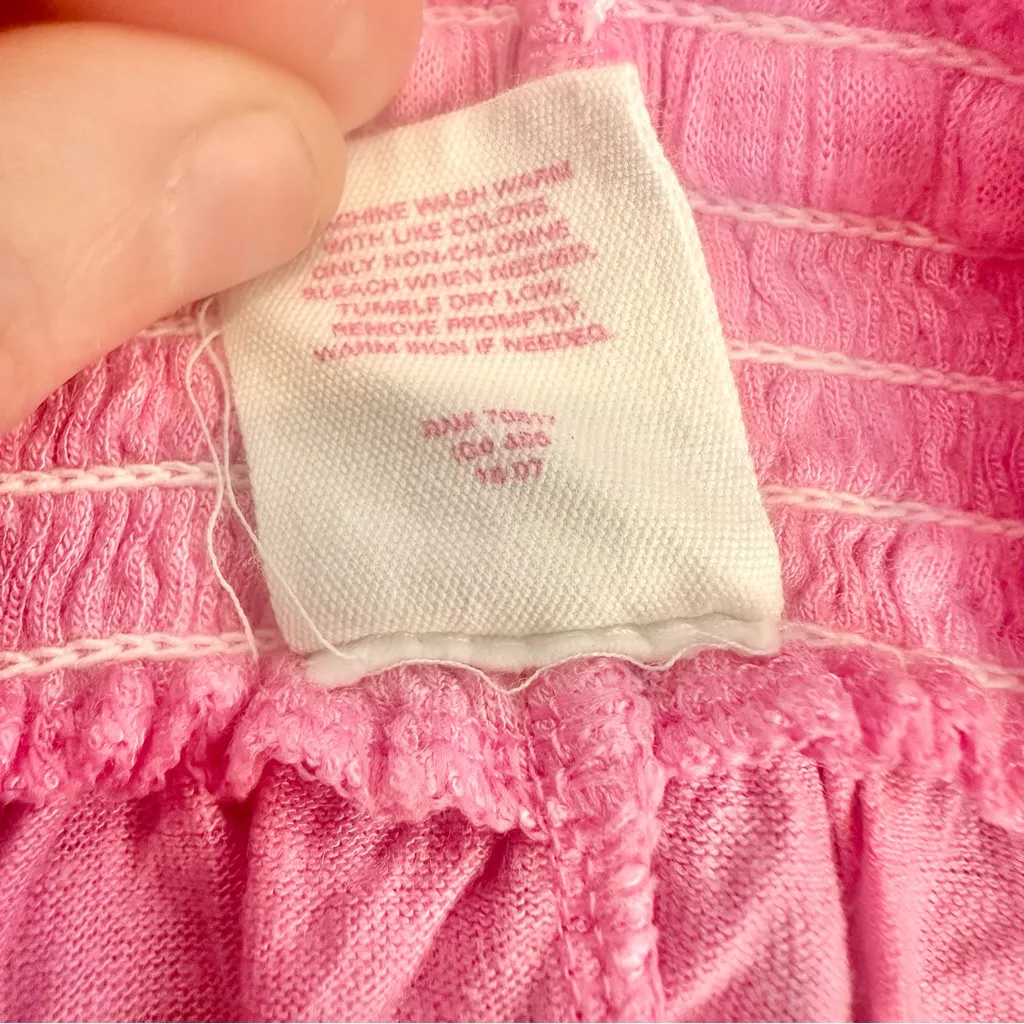 CHINE WASH WARM
WITH LIKE COLORS
ONLY NON-CHLORINE
BLEACH WHEN NEEDED
TUMBLE DRY LOW
REMOVE PROMPTLY
WARM IRON IF NEEDED